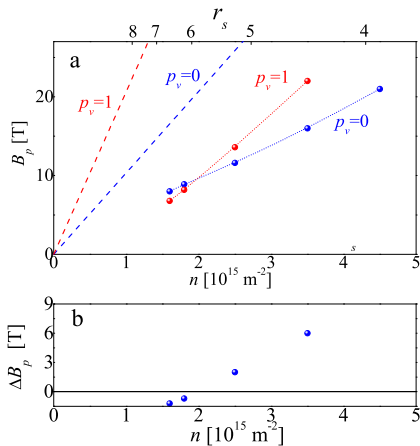 r_s
8 7 6 5 4
a
p_v=1
p_v=0
p_v=1
p_v=0
20
10
0
B_p [T]
s
0 1 2 3 4 5
n [10^15 m^-2]
b
9
6
3
0
ΔB_p [T]
0 1 2 3 4 5
n [10^15 m^-2]